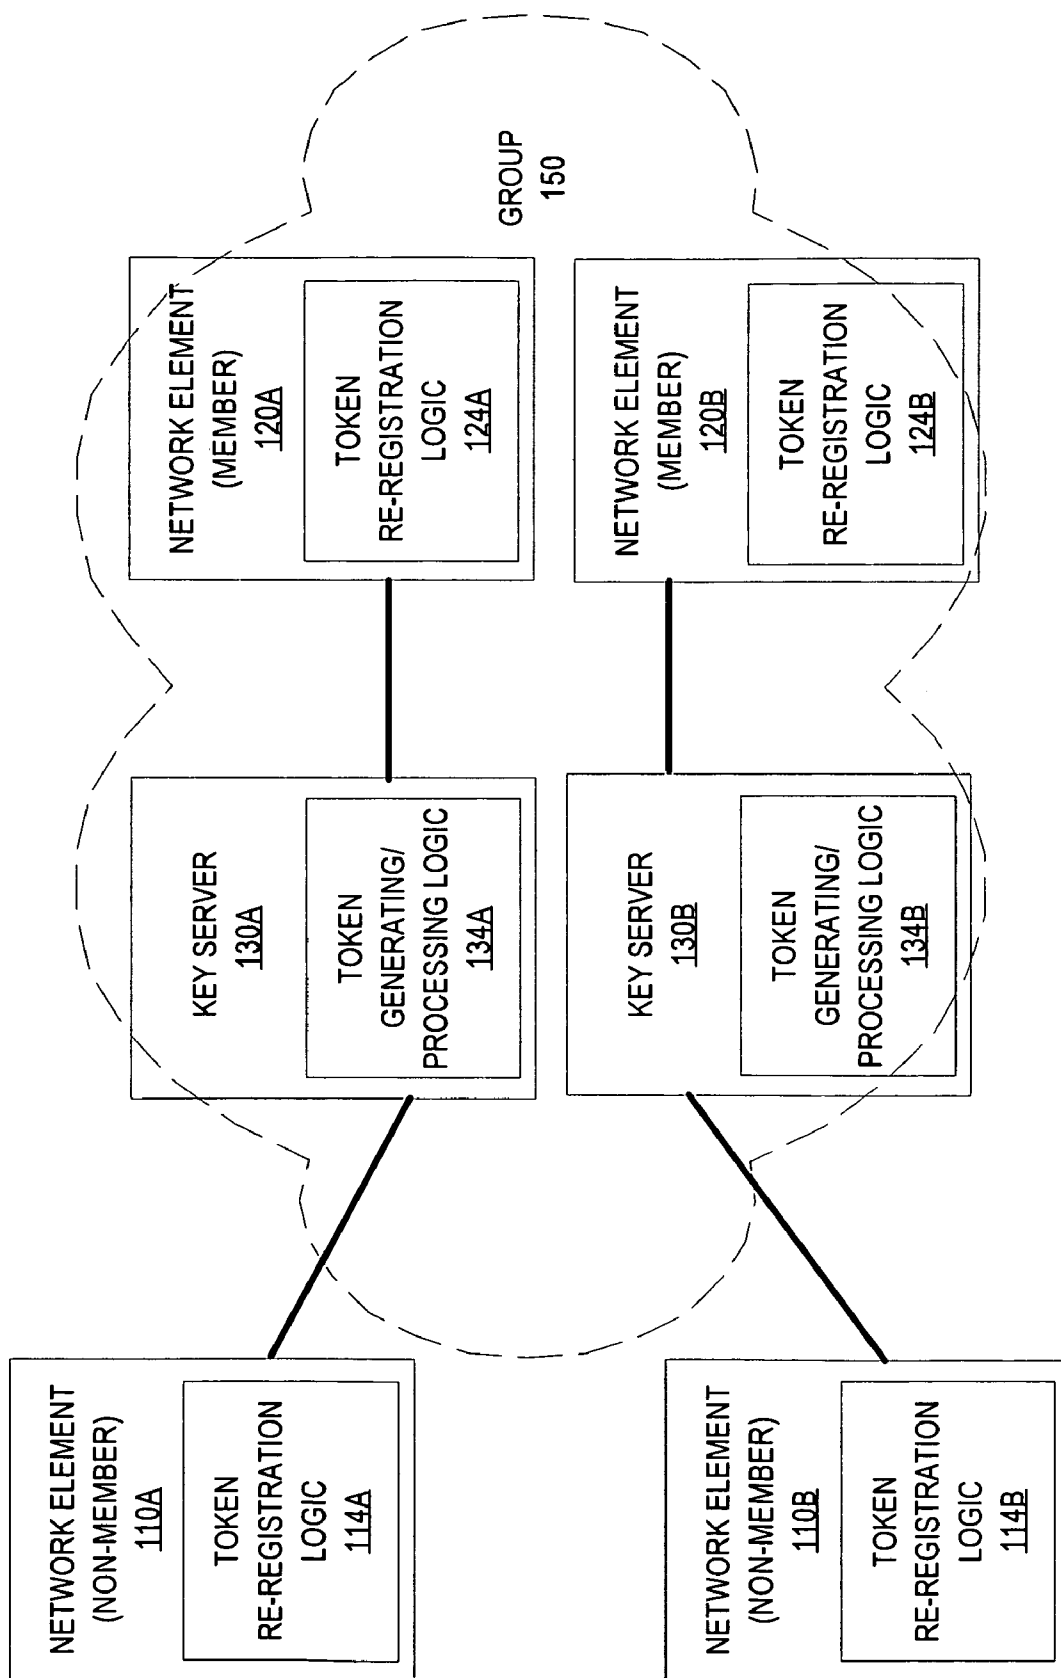 NETWORK ELEMENT
(NON-MEMBER)
110A
TOKEN
RE-REGISTRATION
LOGIC
114A
KEY SERVER
130A
TOKEN
GENERATING/
PROCESSING LOGIC
134A
NETWORK ELEMENT
(MEMBER)
120A
TOKEN
RE-REGISTRATION
LOGIC
124A
GROUP
150
NETWORK ELEMENT
(NON-MEMBER)
110B
TOKEN
RE-REGISTRATION
LOGIC
114B
KEY SERVER
130B
TOKEN
GENERATING/
PROCESSING LOGIC
134B
NETWORK ELEMENT
(MEMBER)
120B
TOKEN
RE-REGISTRATION
LOGIC
124B